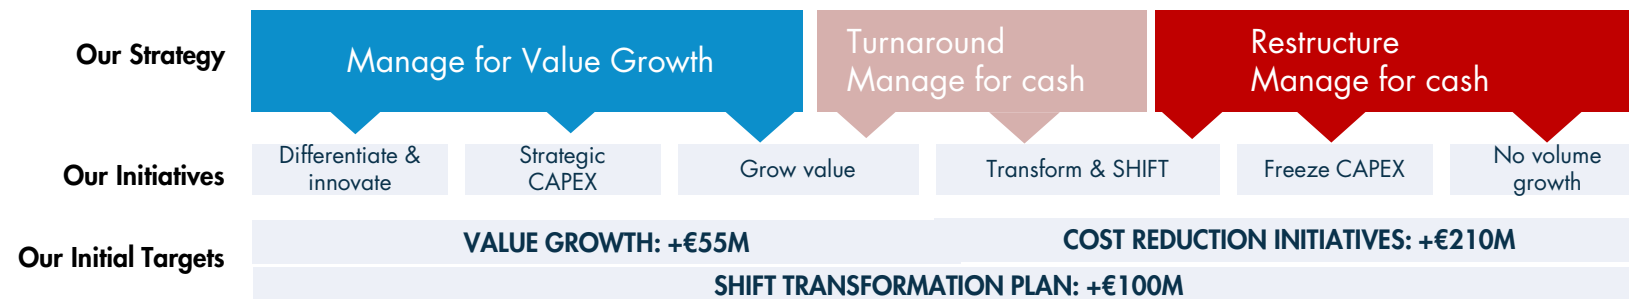 Our Strategy
Manage for Value Growth
Turnaround
Manage for cash
Restructure
Manage for cash
Our Initiatives
Differentiate &
innovate
Strategic
CAPEX
Grow value
Transform & SHIFT
Freeze CAPEX
No volume
growth
Our Initial Targets
VALUE GROWTH: +€55M
COST REDUCTION INITIATIVES: +€210M
SHIFT TRANSFORMATION PLAN: +€100M